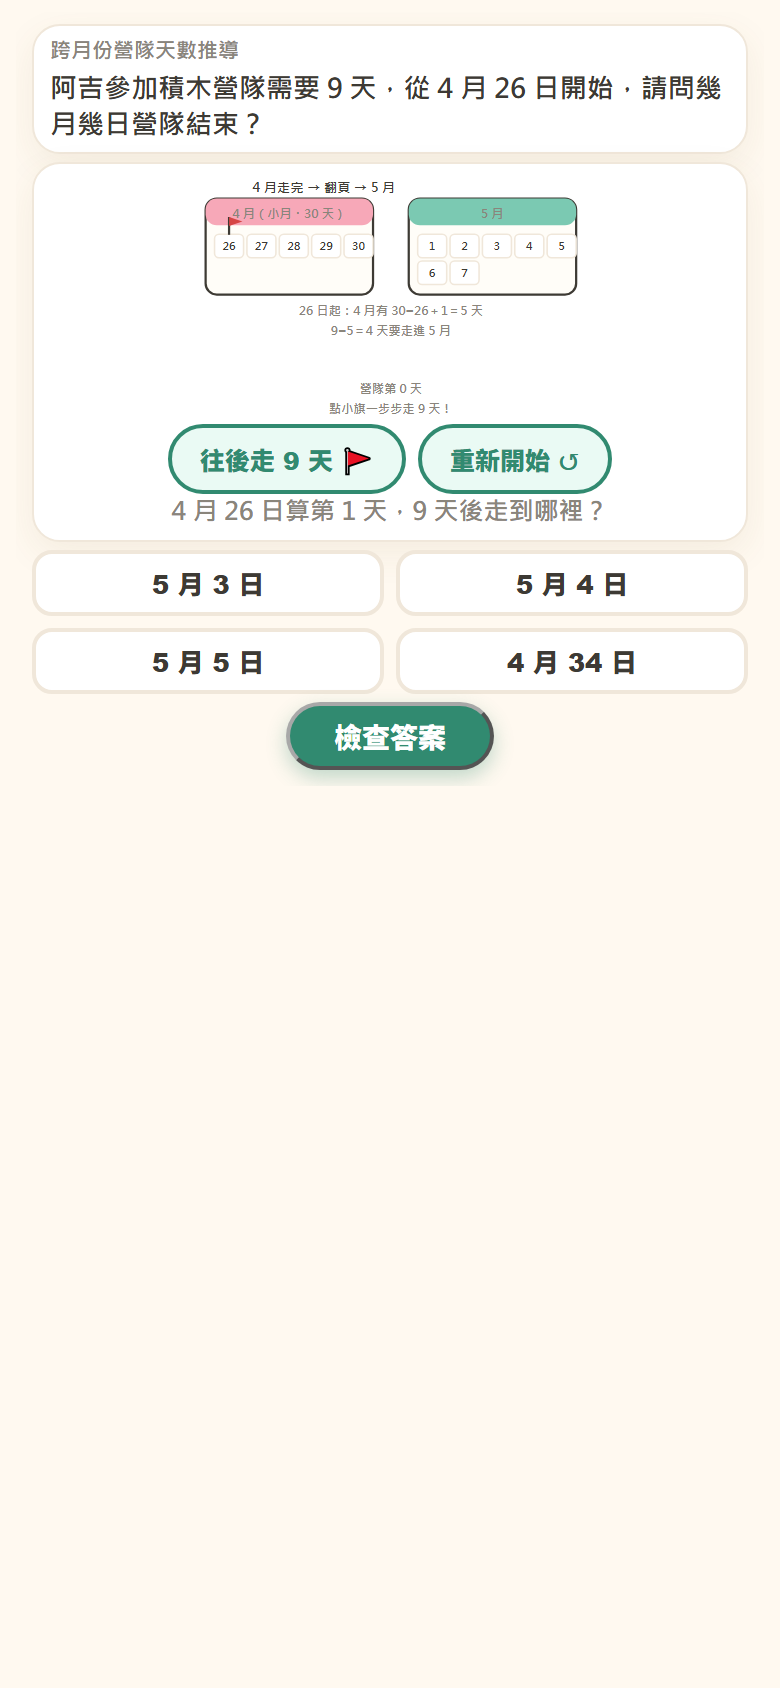 跨月份營隊天數推導
阿吉參加積木營隊需要 9 天，從 4 月 26 日開始，請問幾
月幾日營隊結束？
4 月走完 → 翻頁 → 5 月
4 月（小月・30 天） 5 月
26 27 28 29 30 1 2 3 4 5
6 7
26 日起：4 月有 30−26＋1＝5 天
9−5＝4 天要走進 5 月
營隊第 0 天
點小旗一步步走 9 天！
往後走 9 天 🚩 重新開始 ↺
4 月 26 日算第 1 天，9 天後走到哪裡？
5 月 3 日 5 月 4 日
5 月 5 日 4 月 34 日
檢查答案